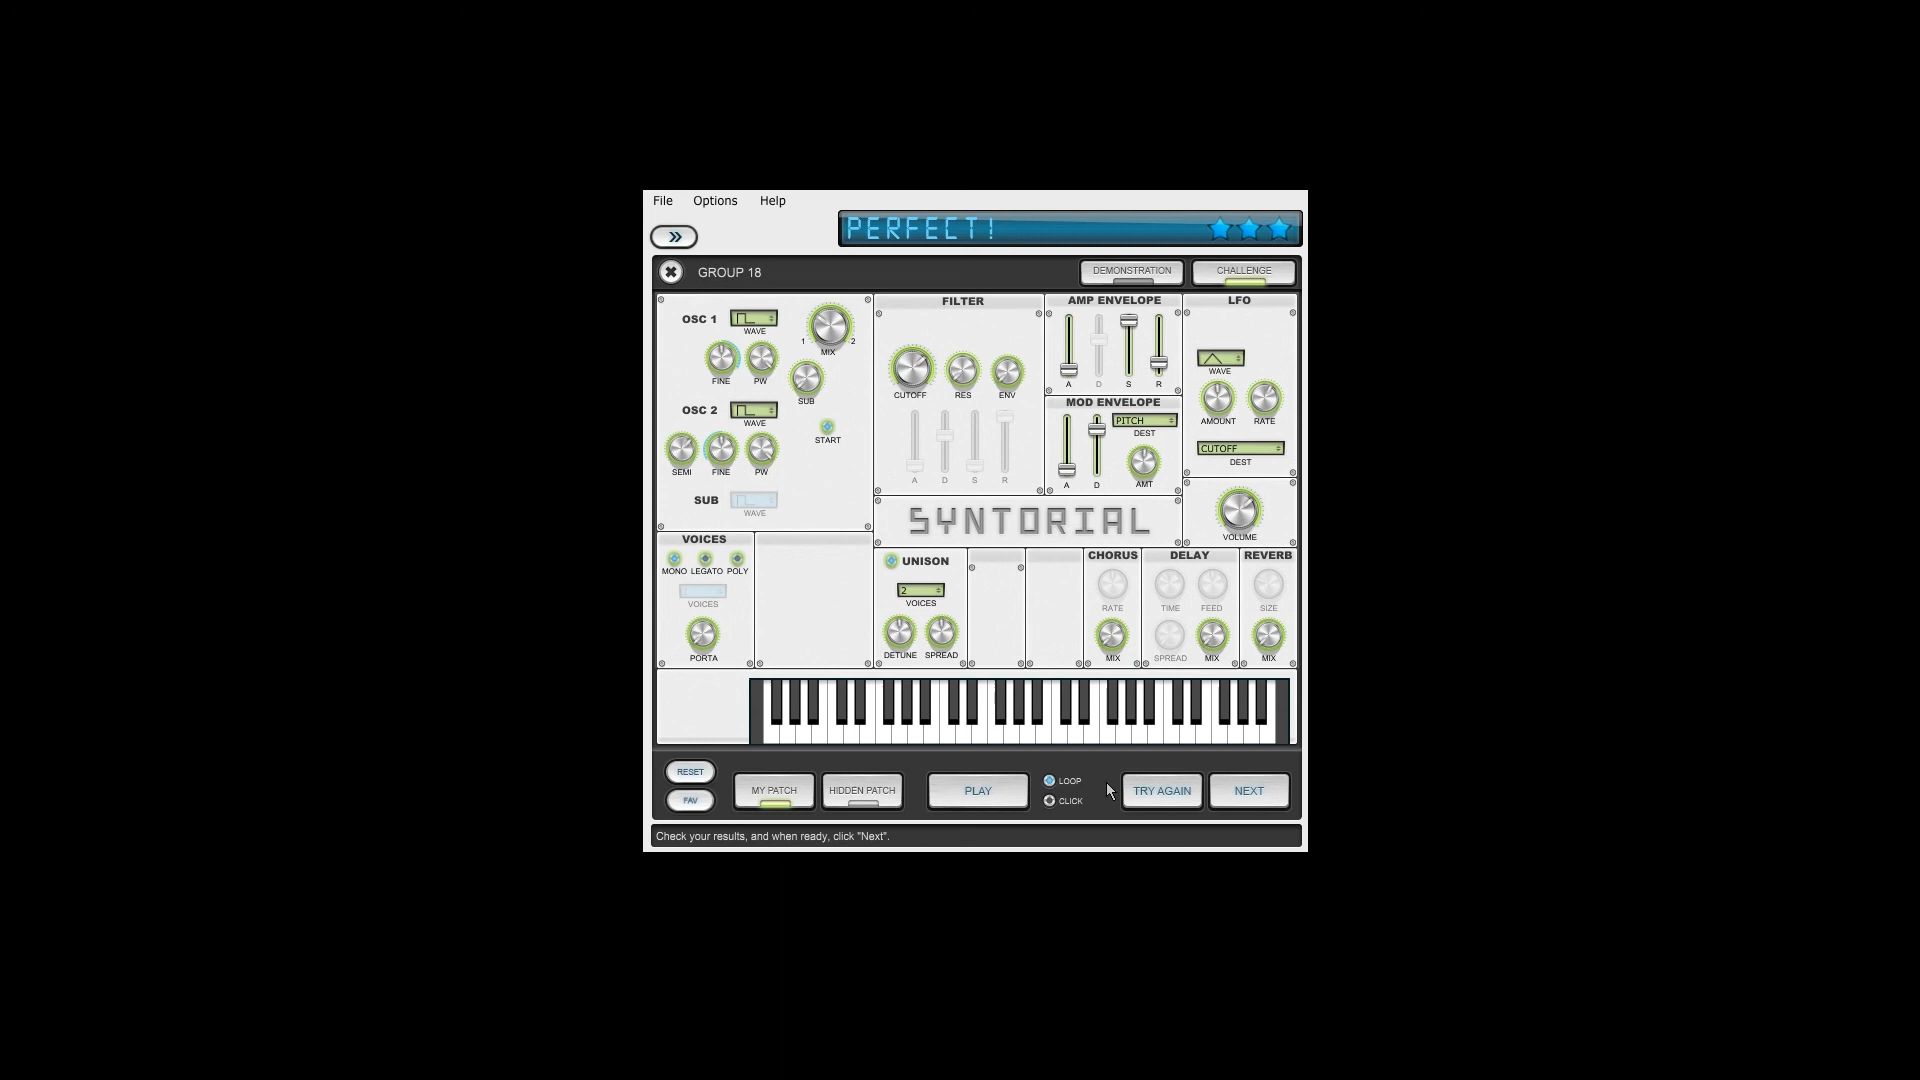 File Options Help
PERFECT!
GROUP 18
DEMONSTRATION
CHALLENGE
OSC 1
WAVE
1 2
MIX
FINE PW
SUB
OSC 2
WAVE
START
SEMI FINE PW
SUB
WAVE
FILTER
CUTOFF RES ENV
A D S R
AMP ENVELOPE
A D S R
MOD ENVELOPE
PITCH
DEST
A D AMT
LFO
WAVE
AMOUNT RATE
CUTOFF
DEST
SYNTORIAL
VOLUME
VOICES
MONO LEGATO POLY
VOICES
PORTA
UNISON
2
VOICES
DETUNE SPREAD
CHORUS
RATE
MIX
DELAY
TIME FEED
SPREAD MIX
REVERB
SIZE
MIX
RESET
FAV
MY PATCH
HIDDEN PATCH
PLAY
LOOP
CLICK
TRY AGAIN
NEXT
Check your results, and when ready, click "Next".